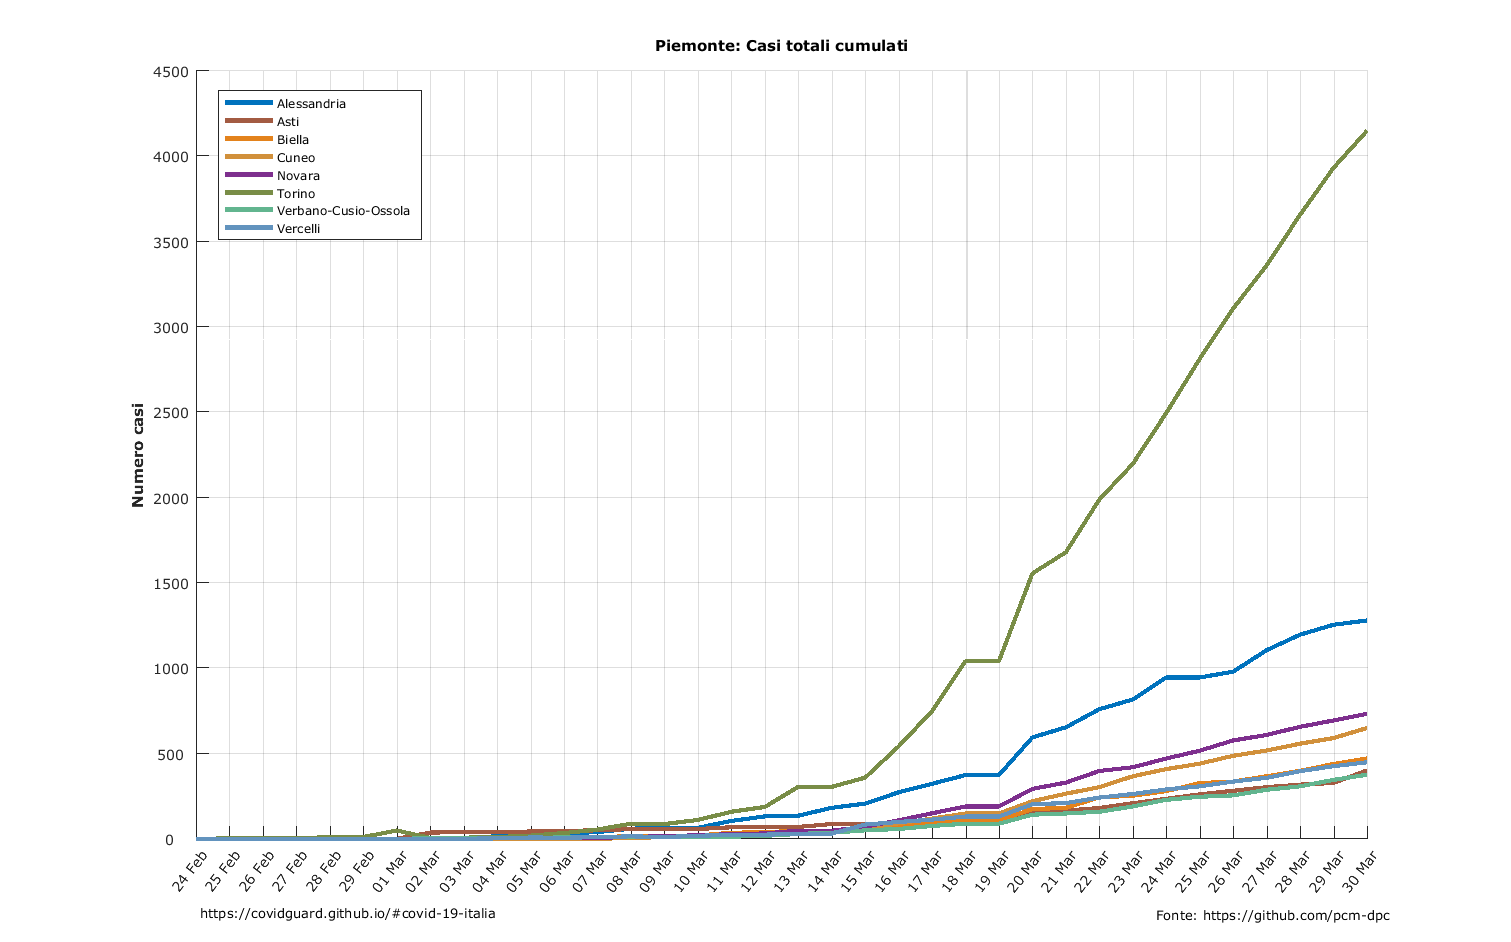 Piemonte: Casi totali cumulati
4500
4000
3500
3000
2500
2000
1500
1000
500
0
Numero casi
Alessandria
Asti
Biella
Cuneo
Novara
Torino
Verbano-Cusio-Ossola
Vercelli
24 Feb
25 Feb
26 Feb
27 Feb
28 Feb
29 Feb
01 Mar
02 Mar
03 Mar
04 Mar
05 Mar
06 Mar
07 Mar
08 Mar
09 Mar
10 Mar
11 Mar
12 Mar
13 Mar
14 Mar
15 Mar
16 Mar
17 Mar
18 Mar
19 Mar
20 Mar
21 Mar
22 Mar
23 Mar
24 Mar
25 Mar
26 Mar
27 Mar
28 Mar
29 Mar
30 Mar
https://covidguard.github.io/#covid-19-italia
Fonte: https://github.com/pcm-dpc